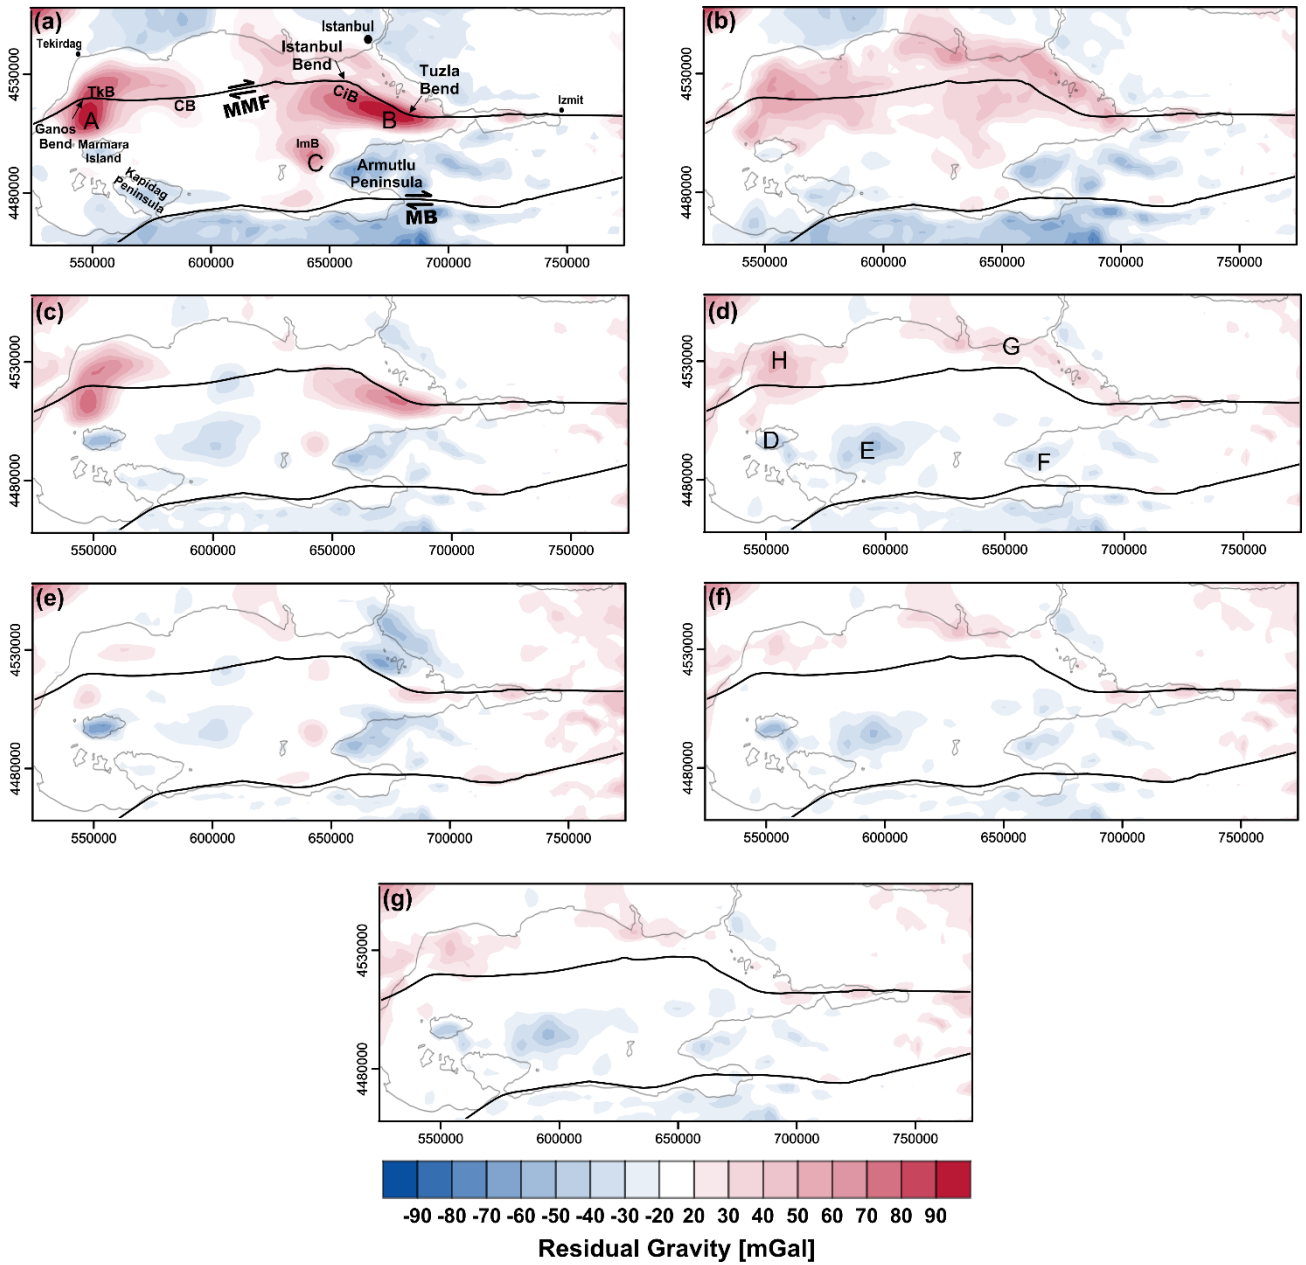 (a)
Istanbul
Tekirdag
Istanbul
Bend
Tuzla
Bend
TkB
CB
MMF
CiB
Izmit
A
B
Ganos
Bend
Marmara
Island
ImB
C
Kapidag
Peninsula
Armutlu
Peninsula
MB
4530000
4480000
550000 600000 650000 700000 750000
(b)
4530000
4480000
550000 600000 650000 700000 750000
(c)
4530000
4480000
550000 600000 650000 700000 750000
(d)
G
H
D
E
F
4530000
4480000
550000 600000 650000 700000 750000
(e)
4530000
4480000
550000 600000 650000 700000 750000
(f)
4530000
4480000
550000 600000 650000 700000 750000
(g)
4530000
4480000
550000 600000 650000 700000 750000
-90 -80 -70 -60 -50 -40 -30 -20 20 30 40 50 60 70 80 90
Residual Gravity [mGal]